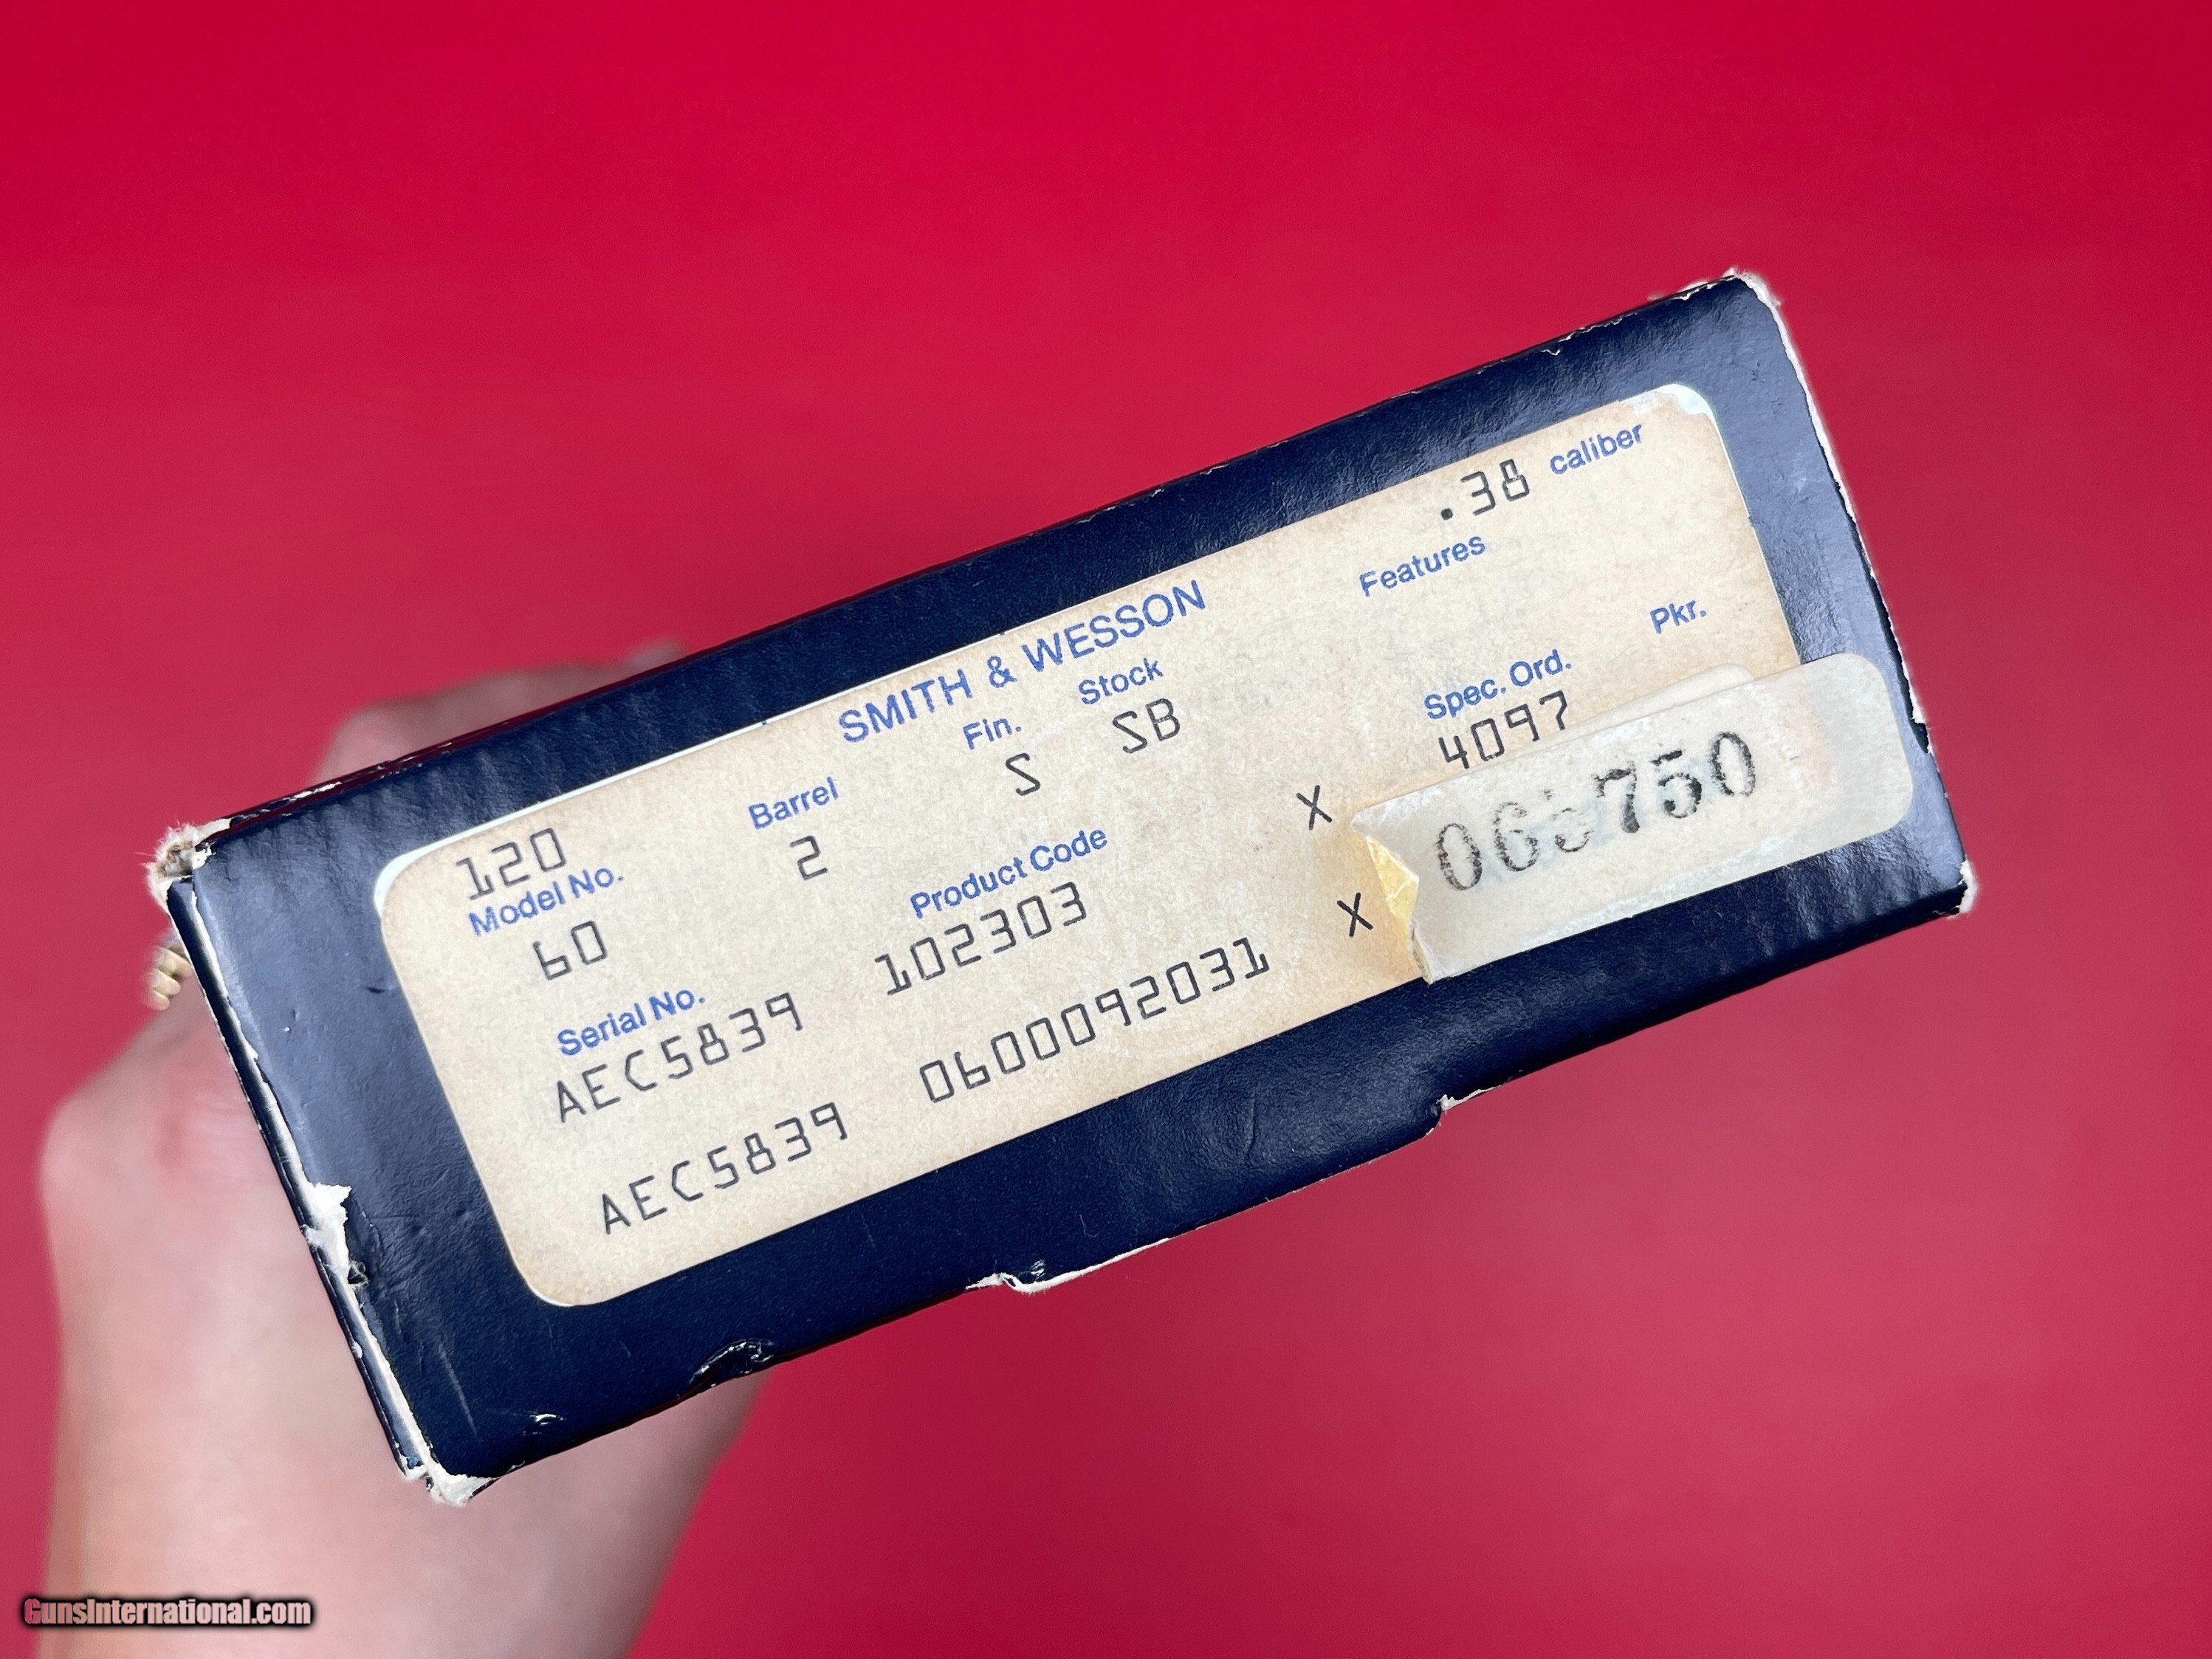 .38 caliber
SMITH & WESSON
Features
120
Model No. Barrel Fin. Stock Spec. Ord. Pkr.
60 2 S SB 4097
Serial No. Product Code X
AEC5839 102303 X
AEC5839 0600092031
750
GunsInternational.com